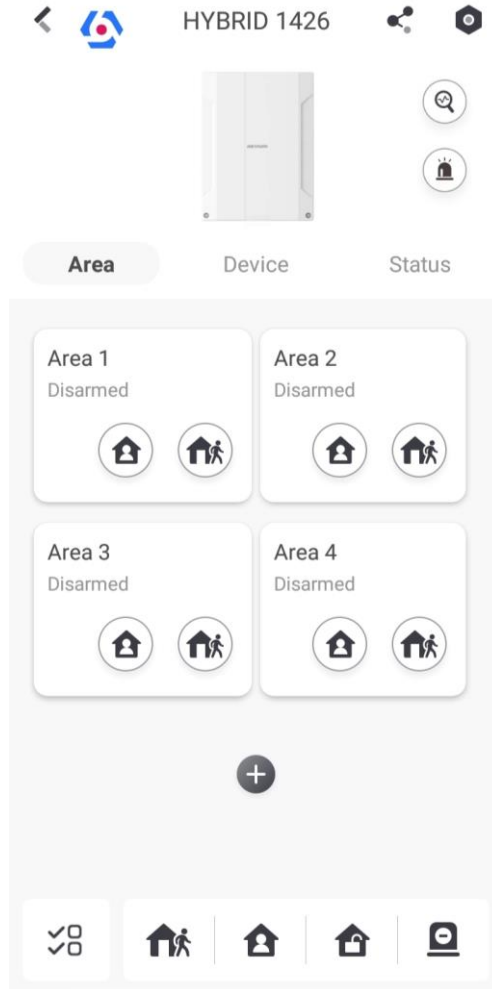 HYBRID 1426
Area
Device
Status
Area 1
Disarmed
Area 2
Disarmed
Area 3
Disarmed
Area 4
Disarmed